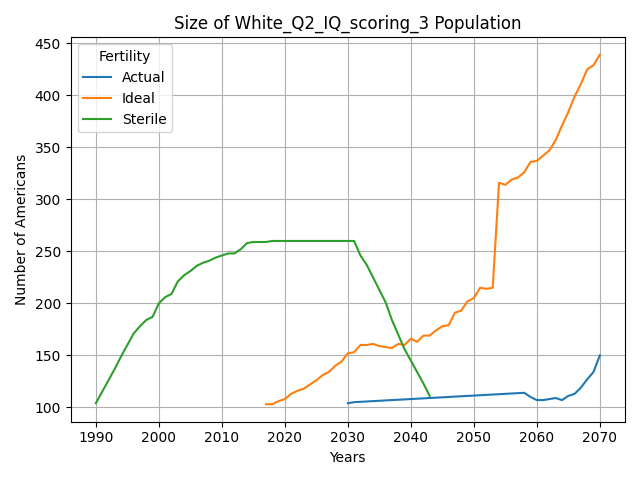 Size of White_Q2_IQ_scoring_3 Population
Fertility
Actual
Ideal
Sterile
Number of Americans
450
400
350
300
250
200
150
100
1990 2000 2010 2020 2030 2040 2050 2060 2070
Years